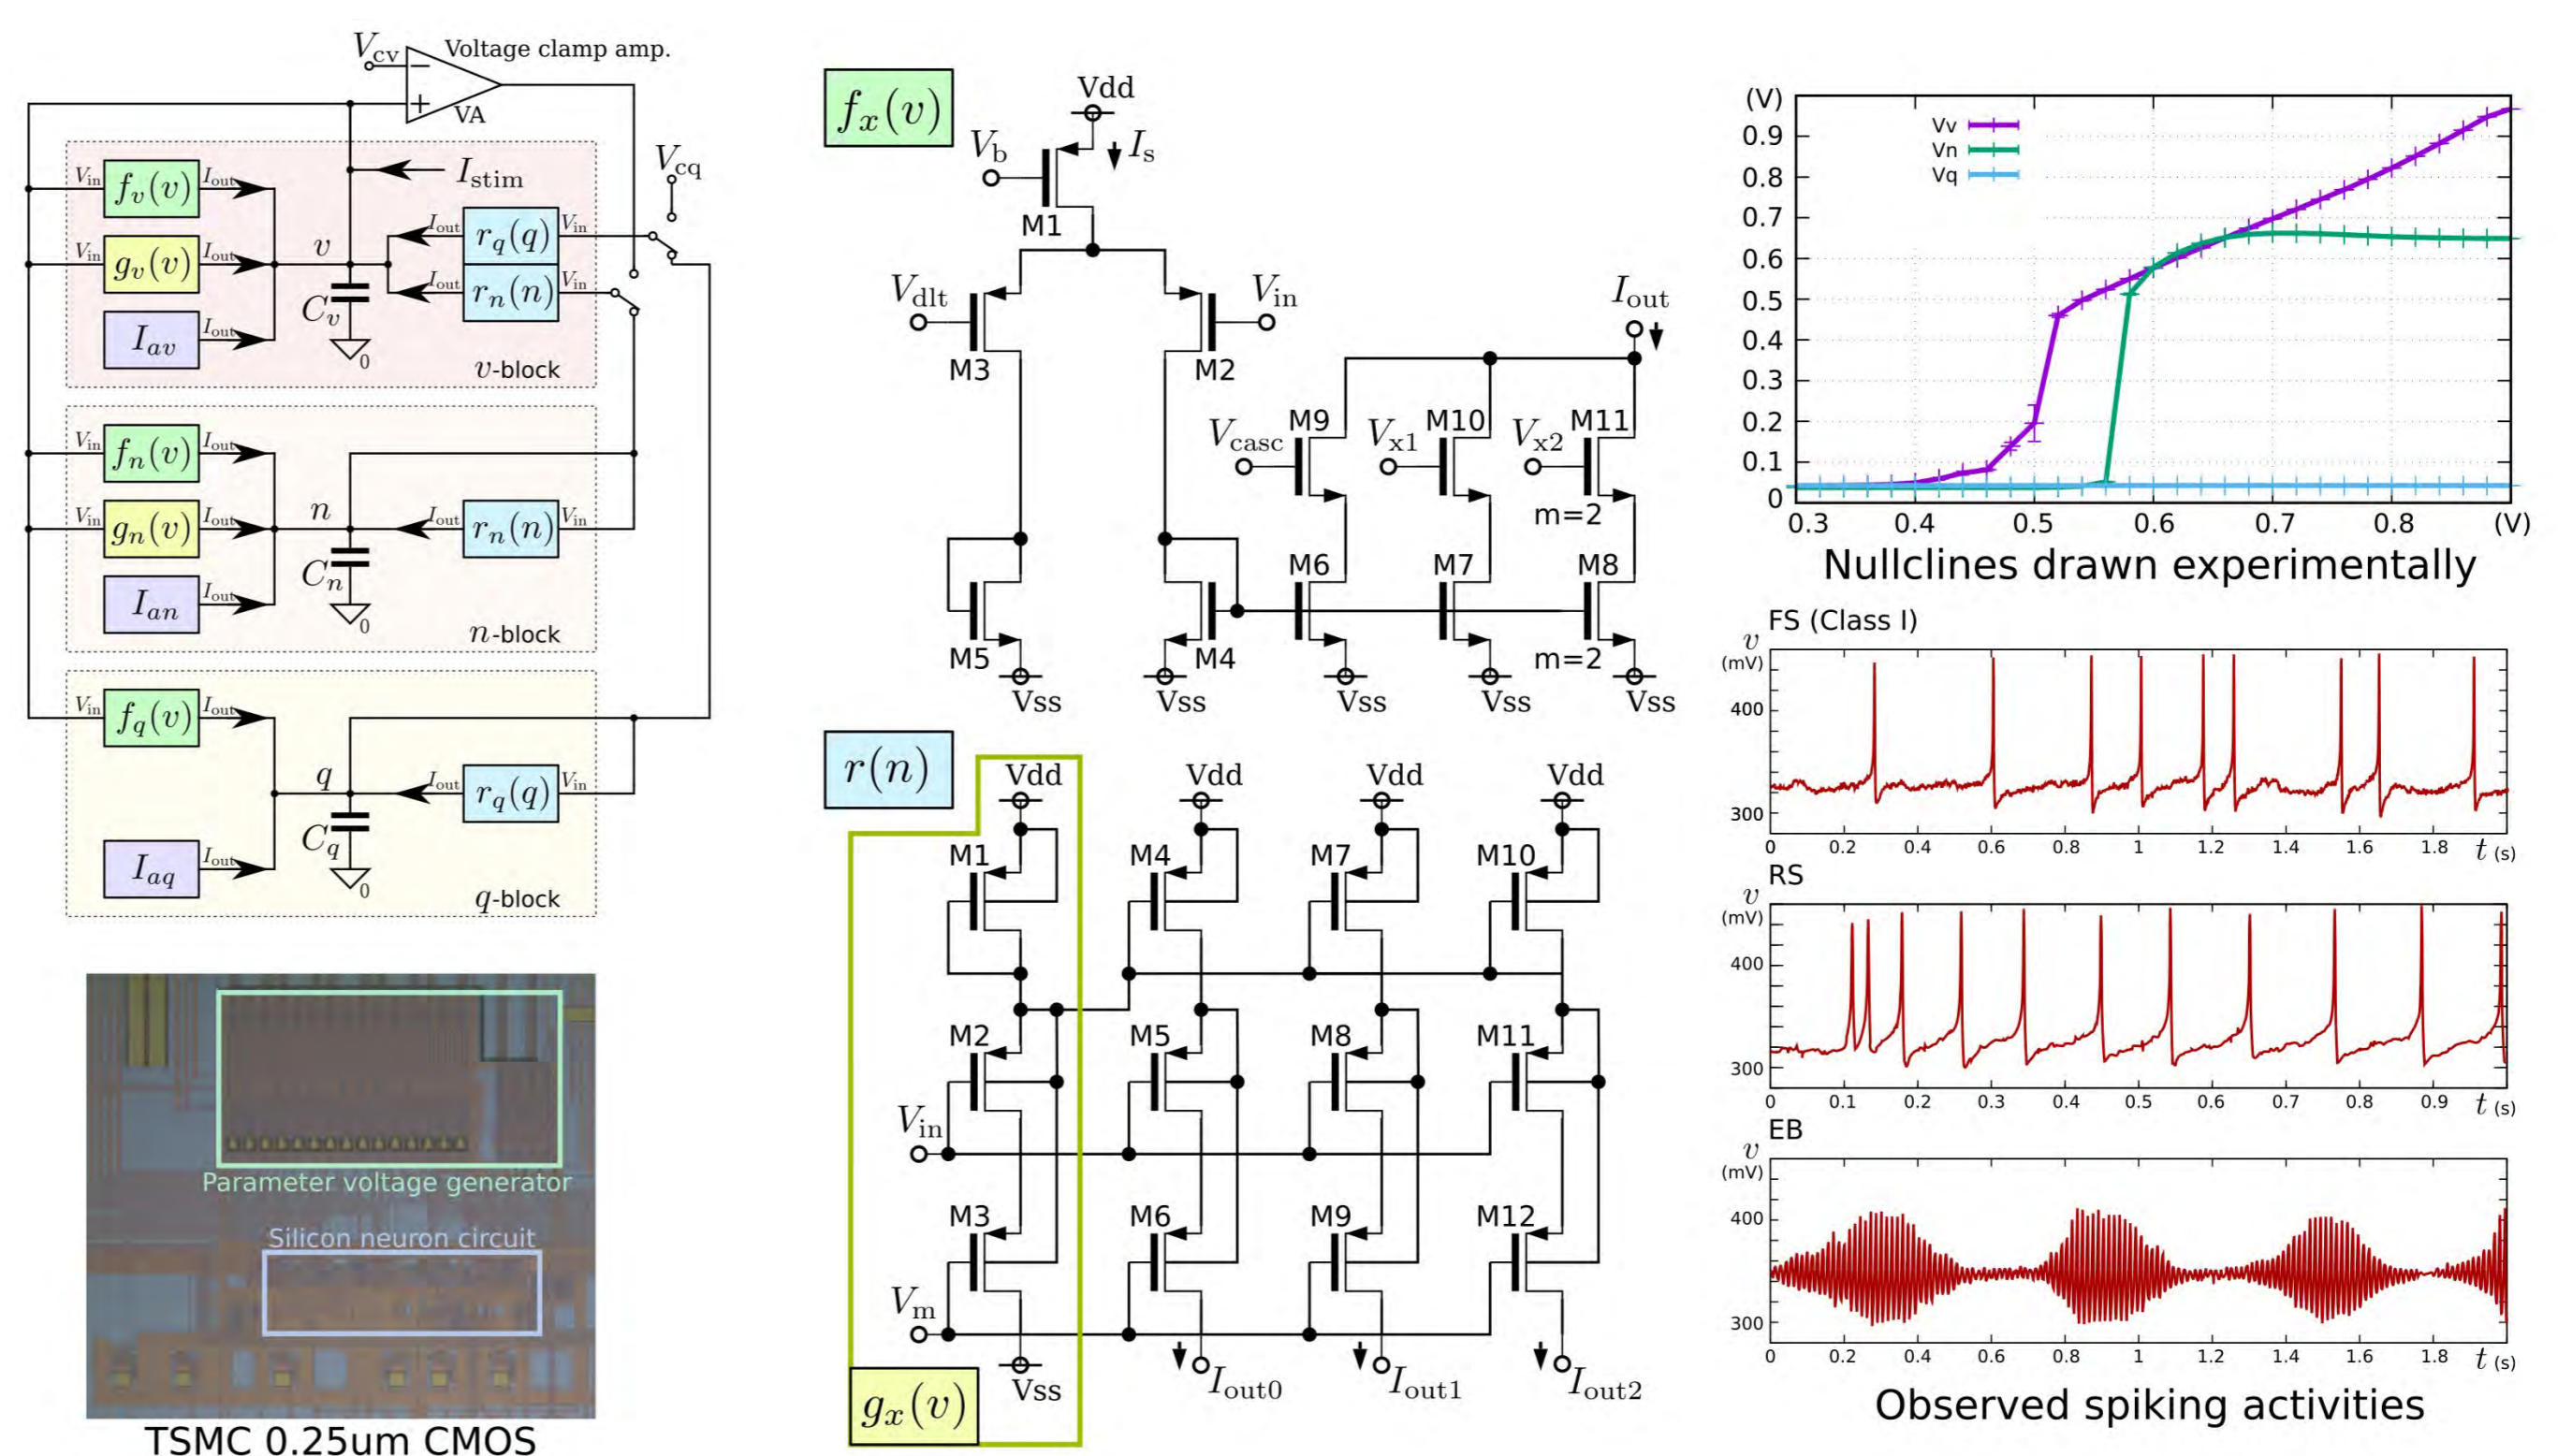 Vcv
Voltage clamp amp.
VA
Istim
Vcq
Vin fv(v) Iout
Iout rq(q) Vin
Vin gv(v) Iout
v
Iout rn(n) Vin
Cv
Iav Iout
0
v-block
Vin fn(v) Iout
Vin gn(v) Iout
n
Iout rn(n) Vin
Cn
Ian Iout
0
n-block
Vin fq(v) Iout
q
Iout rq(q) Vin
Cq
Iaq Iout
0
q-block
Parameter voltage generator
Silicon neuron circuit
TSMC 0.25um CMOS
fx(v)
Vdd
Vb
Is
M1
Vdlt
Vin
M3
M2
Iout
M9
M10
M11
Vcasc
Vx1
Vx2
m=2
M6
M7
M8
M5
M4
m=2
Vss
Vss
Vss
Vss
Vss
r(n)
Vdd
Vdd
Vdd
Vdd
M1
M4
M7
M10
M2
M5
M8
M11
Vin
M3
M6
M9
M12
Vm
Vss
Iout0
Iout1
Iout2
gx(v)
(V)
0.9
0.8
0.7
0.6
0.5
0.4
0.3
0.2
0.1
0
Vv
Vn
Vq
0.3 0.4 0.5 0.6 0.7 0.8 (V)
Nullclines drawn experimentally
FS (Class I)
v
(mV)
400
300
0 0.2 0.4 0.6 0.8 1 1.2 1.4 1.6 1.8 t (s)
RS
v
(mV)
400
300
0 0.1 0.2 0.3 0.4 0.5 0.6 0.7 0.8 0.9 t (s)
EB
v
(mV)
400
300
0 0.2 0.4 0.6 0.8 1 1.2 1.4 1.6 1.8 t (s)
Observed spiking activities